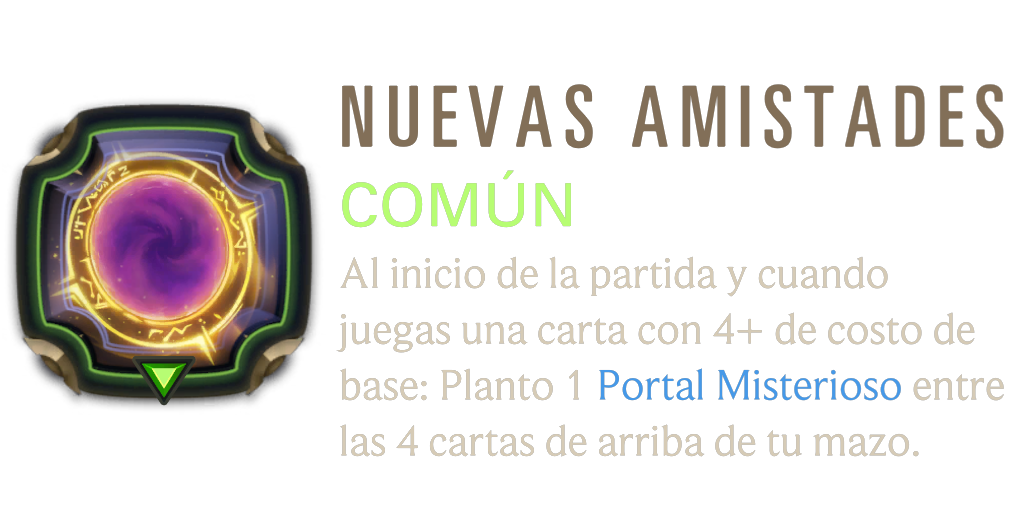 NUEVAS AMISTADES
COMÚN
Al inicio de la partida y cuando
juegas una carta con 4+ de costo de
base: Planto 1 Portal Misterioso entre
las 4 cartas de arriba de tu mazo.